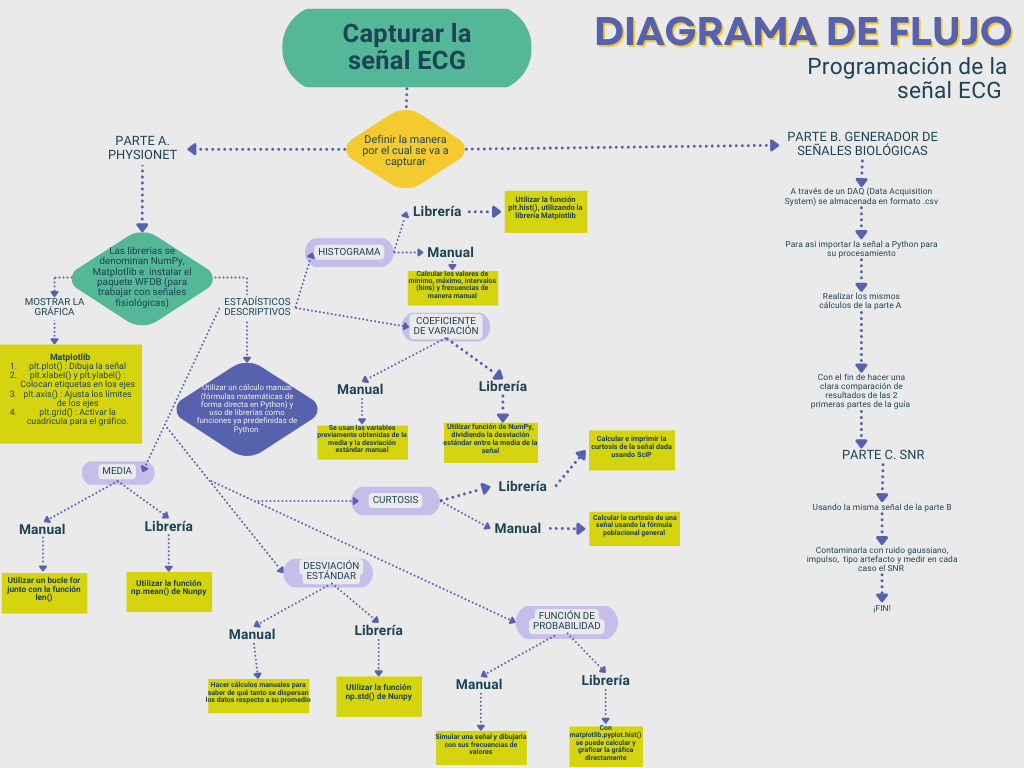 Capturar la
señal ECG
DIAGRAMA DE FLUJO
Programación de la
señal ECG
Definir la manera
por el cual se va a
capturar
PARTE A.
PHYSIONET
Las librerias se
denominan NumPy,
Matplotlib e instalar el
paquete WFDB (para
trabajar con señales
fisiológicas)
MOSTRAR LA
GRÁFICA
Matplotlib
1. plt.plot() : Dibuja la señal
2. plt.xlabel() y plt.ylabel() :
Colocan etiquetas en los ejes
3. plt.axis() : Ajusta los límites
de los ejes
4. plt.grid() : Activar la
cuadrícula para el gráfico.
ESTADÍSTICOS
DESCRIPTIVOS
Utilizar un cálculo manual
(fórmulas matemáticas de
forma directa en Python) y
uso de librerías como
funciones ya predefinidas de
Python
HISTOGRAMA
Librería
Utilizar la función
plt.hist(), utilizando la
librería Matplotlib
Manual
Calcular los valores de
mínimo, máximo, intervalos
(bins) y frecuencias de
manera manual
COEFICIENTE
DE VARIACIÓN
Manual
Se usan las variables
previamente obtenidas de la
media y la desviación
estándar manual
Librería
Utilizar función de NumPy,
dividiendo la desviación
estándar entre la media de la
señal
MEDIA
Manual
Utilizar un bucle for
junto con la función
len()
Librería
Utilizar la función
np.mean() de Nunpy
CURTOSIS
Librería
Calcular e imprimir la
curtosis de la señal dada
usando SciP
Manual
Calcular la curtosis de una
señal usando la fórmula
poblacional general
DESVIACIÓN
ESTÁNDAR
Manual
Hacer cálculos manuales para
saber de qué tanto se dispersan
los datos respecto a su promedio
Librería
Utilizar la función
np.std() de Nunpy
FUNCIÓN DE
PROBABILIDAD
Manual
Simular una señal y dibujarla
con sus frecuencias de
valores
Librería
Con
matplotlib.pyplot.hist()
se puede calcular y
graficar la gráfica
directamente
PARTE B. GENERADOR DE
SEÑALES BIOLÓGICAS
A través de un DAQ (Data Acquisition
System) se almacenada en formato .csv
Para así importar la señal a Python para
su procesamiento
Realizar los mismos
cálculos de la parte A
Con el fin de hacer una
clara comparación de
resultados de las 2
primeras partes de la guía
PARTE C. SNR
Usando la misma señal de la parte B
Contaminarla con ruido gaussiano,
impulso, tipo artefacto y medir en cada
caso el SNR
¡FIN!